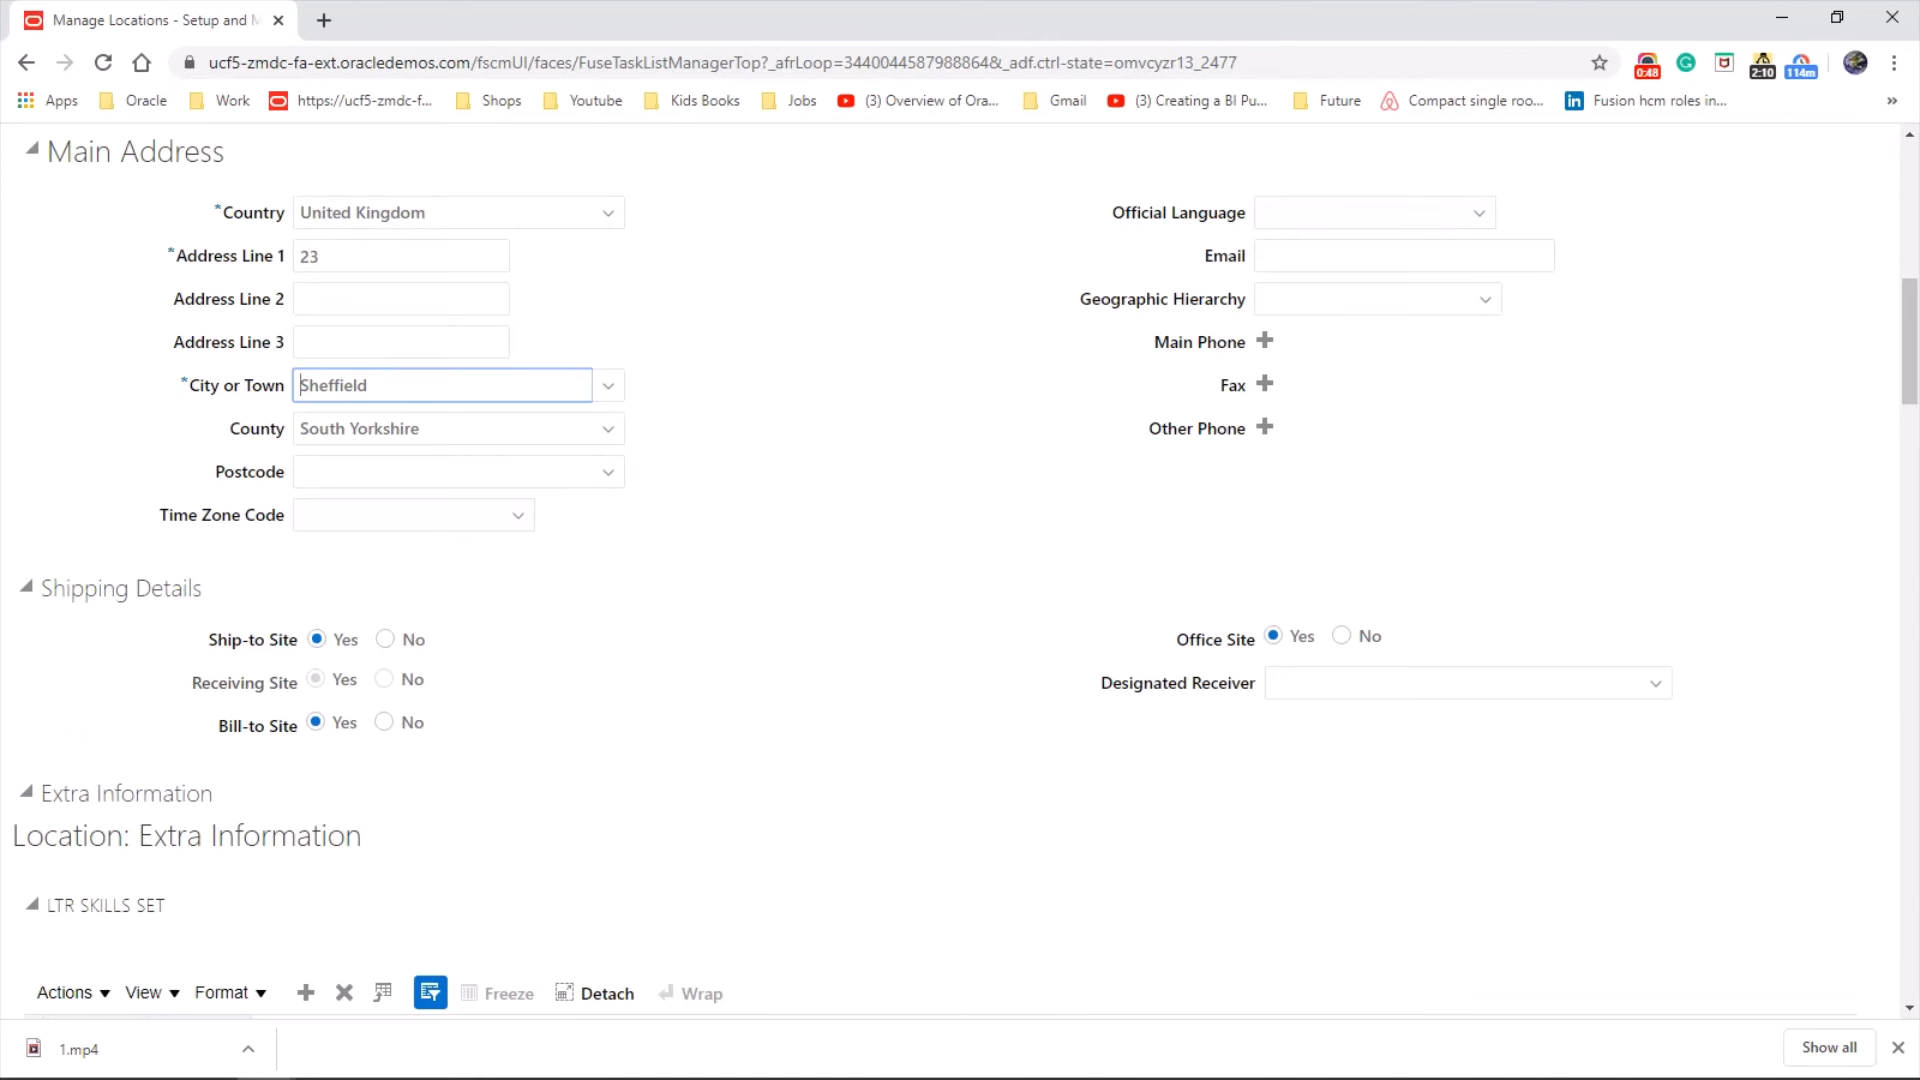 Manage Locations - Setup and M
ucf5-zmdc-fa-ext.oracledemos.com/fscmUI/faces/FuseTaskListManagerTop?_afrLoop=34400445879888864&_adf.ctrl-state=omvcyzr13_2477
0:48
2:10
114m
Apps
Oracle
Work
https://ucf5-zmdc-f...
Shops
Youtube
Kids Books
Jobs
(3) Overview of Ora...
Gmail
(3) Creating a BI Pu...
Future
Compact single roo...
Fusion hcm roles in...
Main Address
*Country United Kingdom
Official Language
*Address Line 1 23
Email
Address Line 2
Geographic Hierarchy
Address Line 3
Main Phone
*City or Town Sheffield
Fax
County South Yorkshire
Other Phone
Postcode
Time Zone Code
Shipping Details
Ship-to Site Yes No
Office Site Yes No
Receiving Site Yes No
Designated Receiver
Bill-to Site Yes No
Extra Information
Location: Extra Information
LTR SKILLS SET
Actions View Format Freeze Detach Wrap
1.mp4
Show all